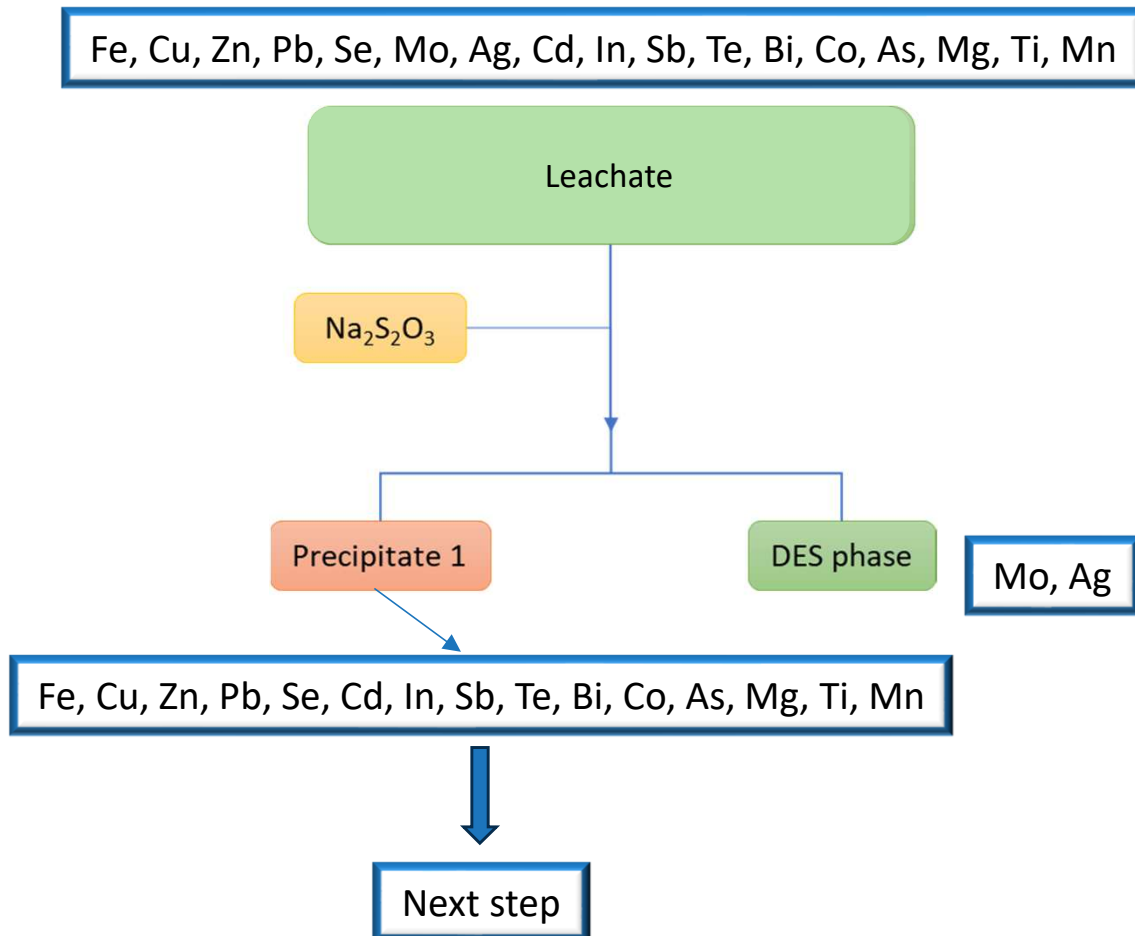 Fe, Cu, Zn, Pb, Se, Mo, Ag, Cd, In, Sb, Te, Bi, Co, As, Mg, Ti, Mn
Leachate
Na₂S₂O₃
Precipitate 1
DES phase
Mo, Ag
Fe, Cu, Zn, Pb, Se, Cd, In, Sb, Te, Bi, Co, As, Mg, Ti, Mn
Next step